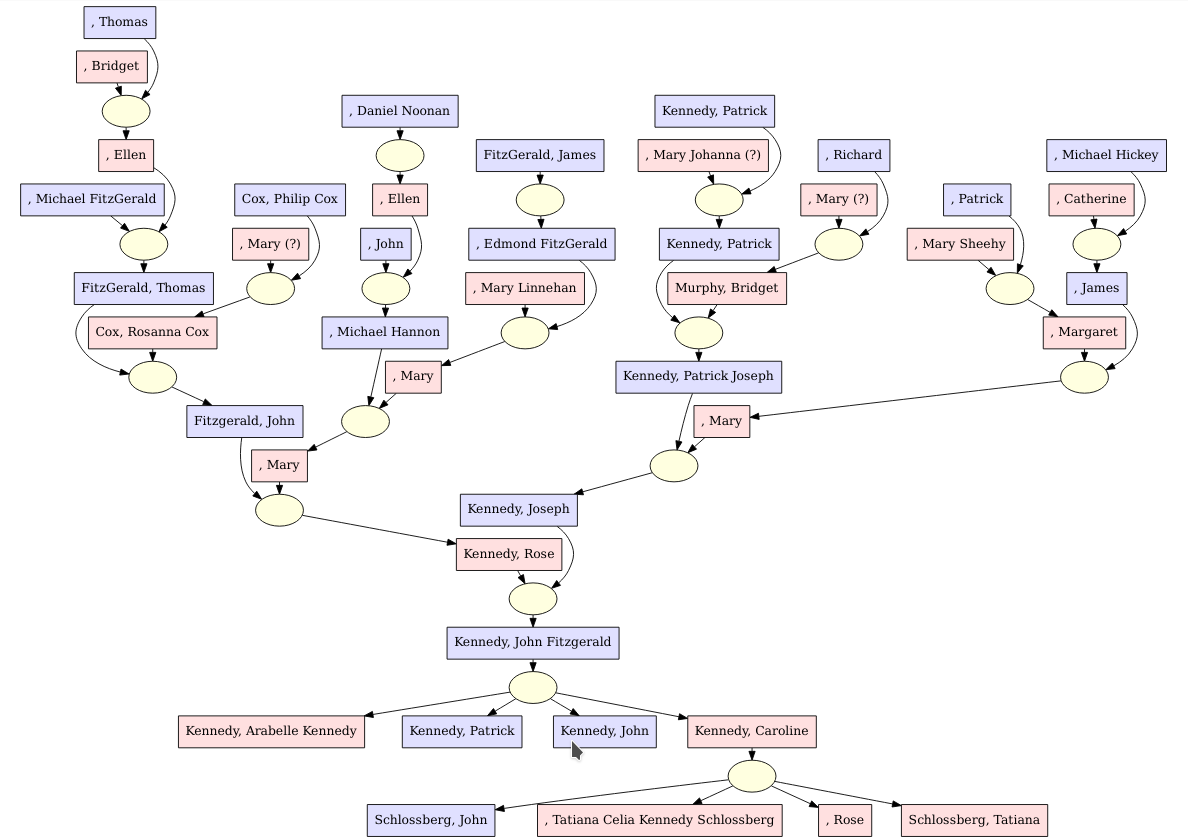 , Thomas
, Bridget
, Daniel Noonan
Kennedy, Patrick
, Ellen
FitzGerald, James
, Mary Johanna (?)
, Richard
, Michael Hickey
, Michael FitzGerald
Cox, Philip Cox
, Ellen
, Mary (?)
, Patrick
, Catherine
, Mary (?)
, John
, Edmond FitzGerald
Kennedy, Patrick
, Mary Sheehy
FitzGerald, Thomas
, Mary Linnehan
Murphy, Bridget
, James
Cox, Rosanna Cox
, Michael Hannon
, Margaret
, Mary
Kennedy, Patrick Joseph
Fitzgerald, John
, Mary
, Mary
Kennedy, Joseph
Kennedy, Rose
Kennedy, John Fitzgerald
Kennedy, Arabelle Kennedy
Kennedy, Patrick
Kennedy, John
Kennedy, Caroline
Schlossberg, John
, Tatiana Celia Kennedy Schlossberg
, Rose
Schlossberg, Tatiana